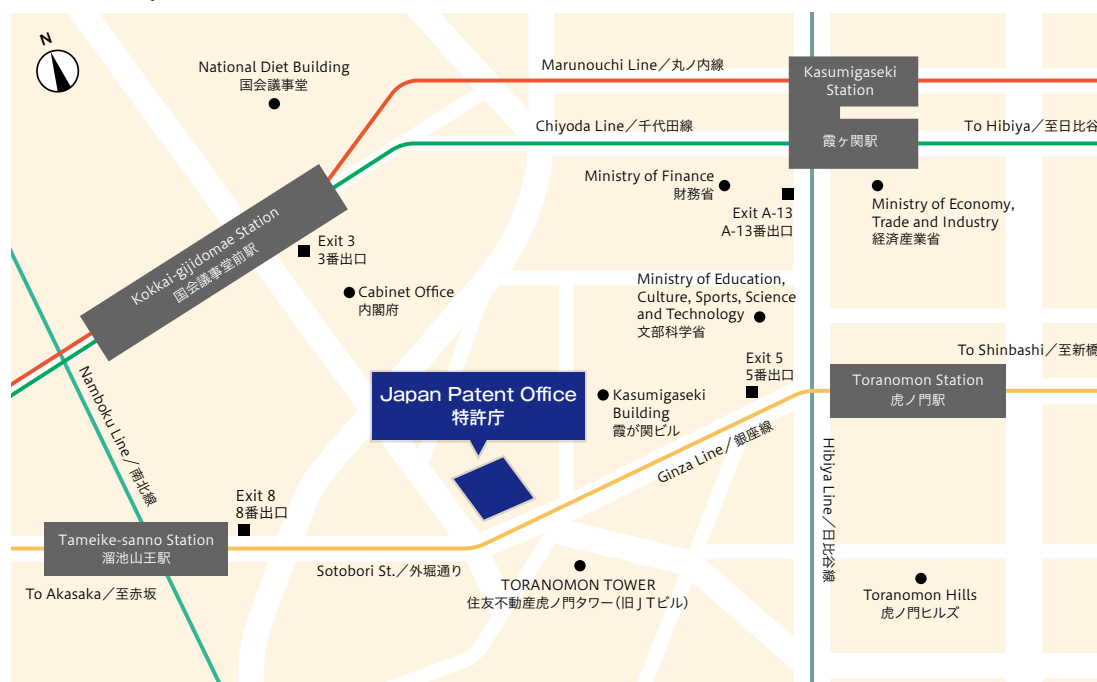 N
National Diet Building
国会議事堂
Marunouchi Line／丸ノ内線
Kasumigaseki
Station
霞ヶ関駅
Chiyoda Line／千代田線
To Hibiya／至日比谷
Ministry of Finance
財務省
Exit A-13
A-13番出口
Ministry of Economy,
Trade and Industry
経済産業省
Kokkai-gijidomae Station
国会議事堂前駅
Exit 3
3番出口
Cabinet Office
内閣府
Ministry of Education,
Culture, Sports, Science
and Technology
文部科学省
To Shinbashi／至新橋
Exit 5
5番出口
Toranomon Station
虎ノ門駅
Japan Patent Office
特許庁
Kasumigaseki
Building
霞が関ビル
Namboku Line／南北線
Ginza Line／銀座線
Hibiya Line／日比谷線
Exit 8
8番出口
Tameike-sanno Station
溜池山王駅
To Akasaka／至赤坂
Sotobori St.／外堀通り
TORANOMON TOWER
住友不動産虎ノ門タワー（旧ＪＴビル）
Toranomon Hills
虎ノ門ヒルズ